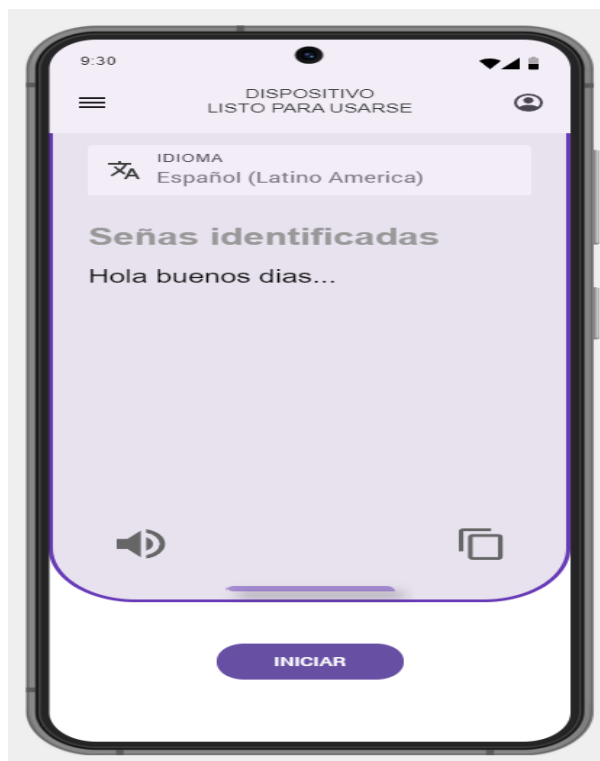 9:30
DISPOSITIVO
LISTO PARA USARSE
IDIOMA
Español (Latino America)
Señas identificadas
Hola buenos dias...
INICIAR